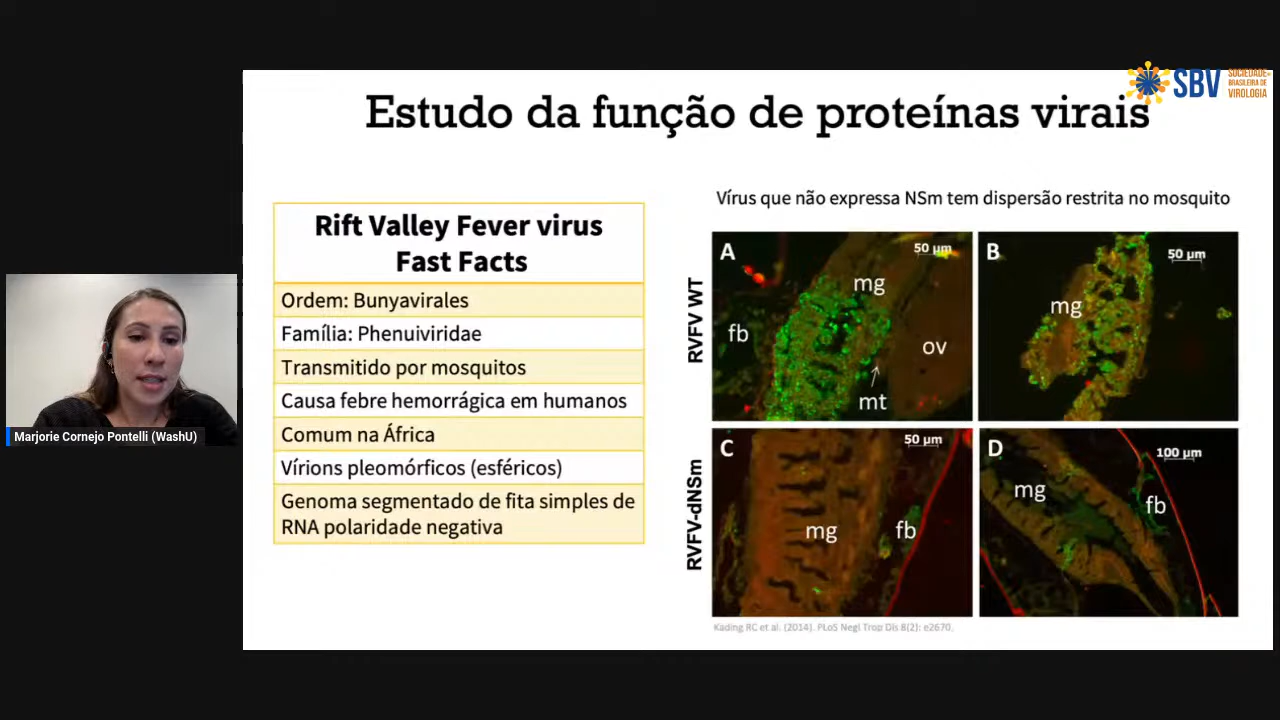 SBV
SOCIEDADE
BRASILEIRA DE
VIROLOGIA
Estudo da função de proteínas virais
Rift Valley Fever virus
Fast Facts
Ordem: Bunyavirales
Família: Phenuiviridae
Transmitido por mosquitos
Causa febre hemorrágica em humanos
Comum na África
Vírions pleomórficos (esféricos)
Genoma segmentado de fita simples de
RNA polaridade negativa
Vírus que não expressa NSm tem dispersão restrita no mosquito
RVFV WT
A
50 µm
mg
fb
ov
mt
B
50 µm
mg
RVFV-dNSm
C
50 µm
mg
fb
D
100 µm
mg
fb
Kading RC et al. (2014). PLoS Negl Trop Dis 8(2): e2670.
Marjorie Cornejo Pontelli (WashU)